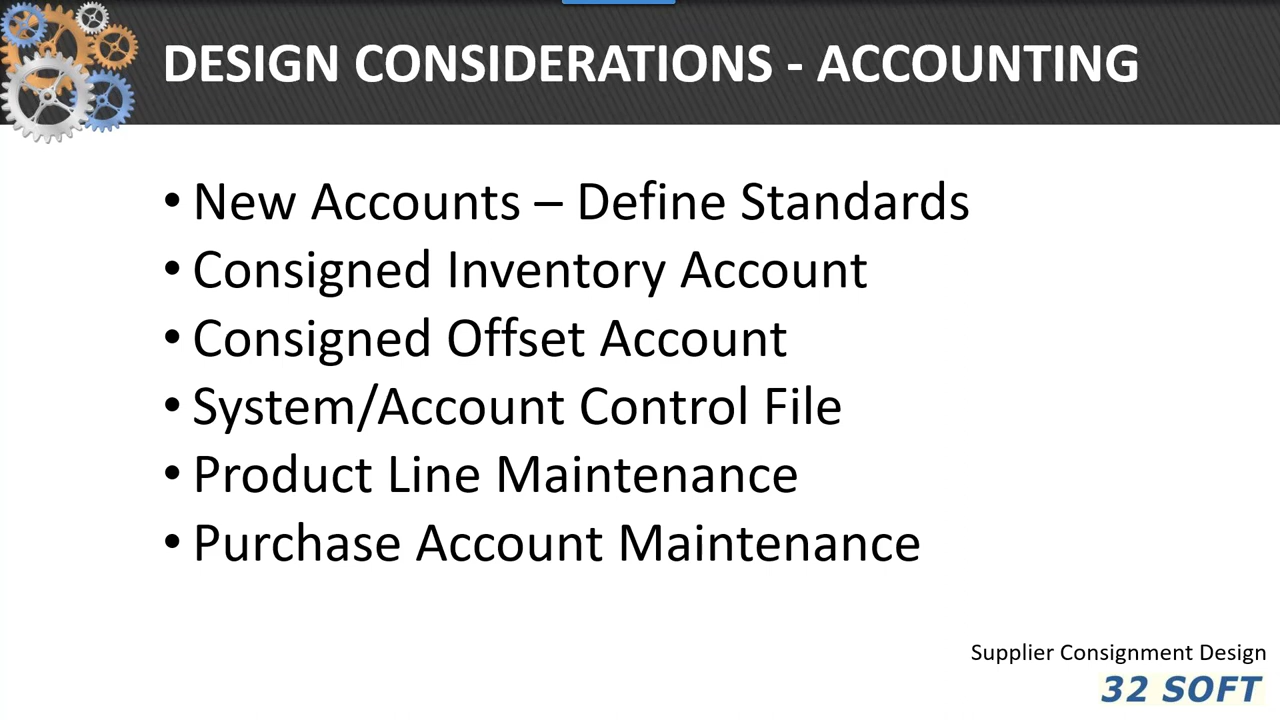 DESIGN CONSIDERATIONS - ACCOUNTING
• New Accounts – Define Standards
• Consigned Inventory Account
• Consigned Offset Account
• System/Account Control File
• Product Line Maintenance
• Purchase Account Maintenance
Supplier Consignment Design
32 SOFT